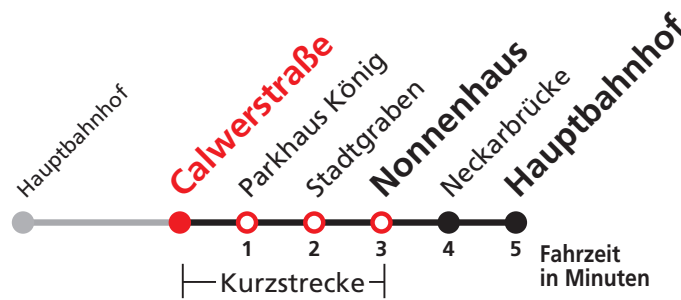 Hauptbahnhof
Calwerstraße
Parkhaus König
Stadtgraben
Nonnenhaus
Neckarbrücke
Hauptbahnhof
1 2 3 4 5
Fahrzeit
in Minuten
Kurzstrecke